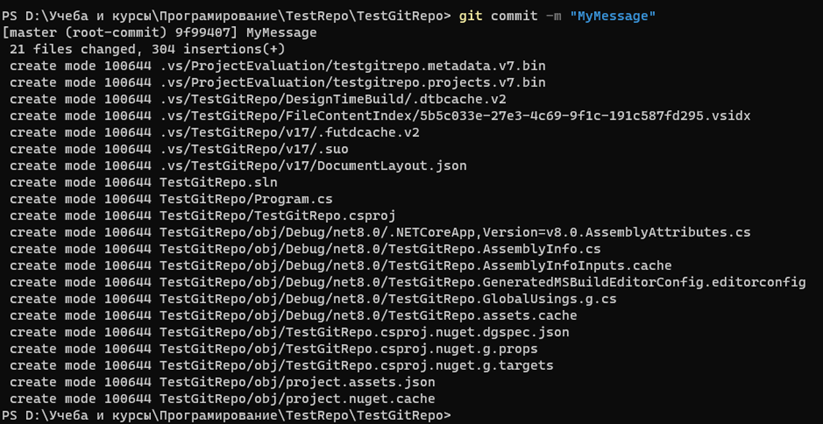 PS D:\Учеба и курсы\Програмирование\TestRepo\TestGitRepo> git commit -m "MyMessage"
[master (root-commit) 9f99407] MyMessage
 21 files changed, 304 insertions(+)
 create mode 100644 .vs/ProjectEvaluation/testgitrepo.metadata.v7.bin
 create mode 100644 .vs/ProjectEvaluation/testgitrepo.projects.v7.bin
 create mode 100644 .vs/TestGitRepo/DesignTimeBuild/.dtbcache.v2
 create mode 100644 .vs/TestGitRepo/FileContentIndex/5b5c033e-27e3-4c69-9f1c-191c587fd295.vsidx
 create mode 100644 .vs/TestGitRepo/v17/.futdcache.v2
 create mode 100644 .vs/TestGitRepo/v17/.suo
 create mode 100644 .vs/TestGitRepo/v17/DocumentLayout.json
 create mode 100644 TestGitRepo.sln
 create mode 100644 TestGitRepo/Program.cs
 create mode 100644 TestGitRepo/TestGitRepo.csproj
 create mode 100644 TestGitRepo/obj/Debug/net8.0/.NETCoreApp,Version=v8.0.AssemblyAttributes.cs
 create mode 100644 TestGitRepo/obj/Debug/net8.0/TestGitRepo.AssemblyInfo.cs
 create mode 100644 TestGitRepo/obj/Debug/net8.0/TestGitRepo.AssemblyInfoInputs.cache
 create mode 100644 TestGitRepo/obj/Debug/net8.0/TestGitRepo.GeneratedMSBuildEditorConfig.editorconfig
 create mode 100644 TestGitRepo/obj/Debug/net8.0/TestGitRepo.GlobalUsings.g.cs
 create mode 100644 TestGitRepo/obj/Debug/net8.0/TestGitRepo.assets.cache
 create mode 100644 TestGitRepo/obj/TestGitRepo.csproj.nuget.dgspec.json
 create mode 100644 TestGitRepo/obj/TestGitRepo.csproj.nuget.g.props
 create mode 100644 TestGitRepo/obj/TestGitRepo.csproj.nuget.g.targets
 create mode 100644 TestGitRepo/obj/project.assets.json
 create mode 100644 TestGitRepo/obj/project.nuget.cache
PS D:\Учеба и курсы\Програмирование\TestRepo\TestGitRepo>